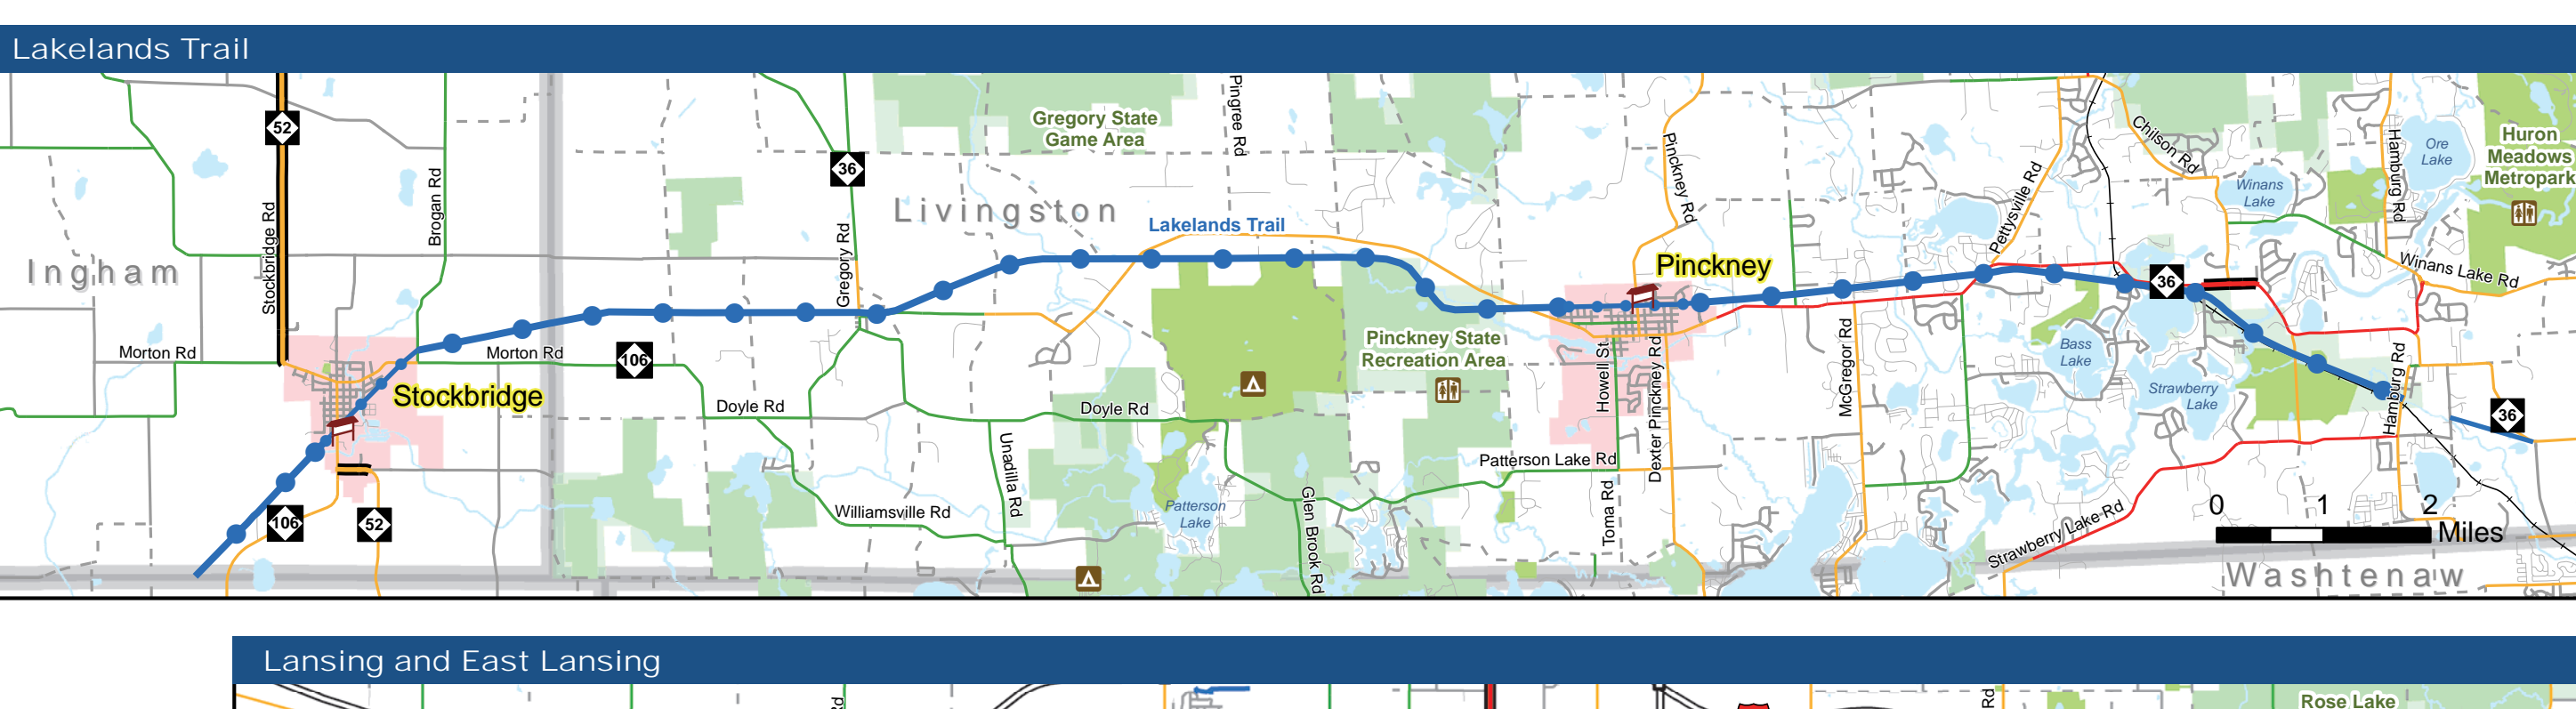 Lakelands Trail
52
Stockbridge Rd
Brogan Rd
Ingham
Morton Rd
Stockbridge
Morton Rd
106
106
52
36
Gregory Rd
Livingston
Gregory State
Game Area
Pingree Rd
Lakelands Trail
Doyle Rd
Doyle Rd
Williamsville Rd
Unadilla Rd
Patterson
Lake
Glen Brook Rd
Pinckney State
Recreation Area
Patterson Lake Rd
Pinckney Rd
Pinckney
Howell St
Dexter Pinckney Rd
Toma Rd
McGregor Rd
Pettysville Rd
Chilson Rd
36
Winans
Lake
Hamburg Rd
Ore
Lake
Huron
Meadows
Metropark
Winans Lake Rd
Bass
Lake
Strawberry
Lake
Hamburg Rd
36
Strawberry Lake Rd
0 1 2
Miles
Washtenaw
Lansing and East Lansing
Rd
Rd
Rose Lake